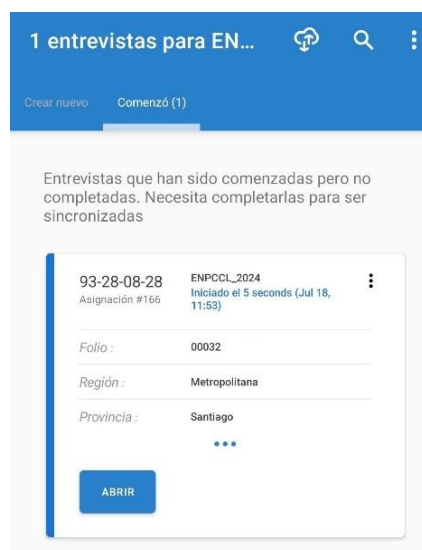 1 entrevistas para EN...
Crear nuevo Comenzó (1)
Entrevistas que han sido comenzadas pero no
completadas. Necesita completarlas para ser
sincronizadas
93-28-08-28 ENPCCL_2024
Asignación #166 Iniciado el 5 seconds (Jul 18,
11:53)
Folio : 00032
Región : Metropolitana
Provincia : Santiago
ABRIR